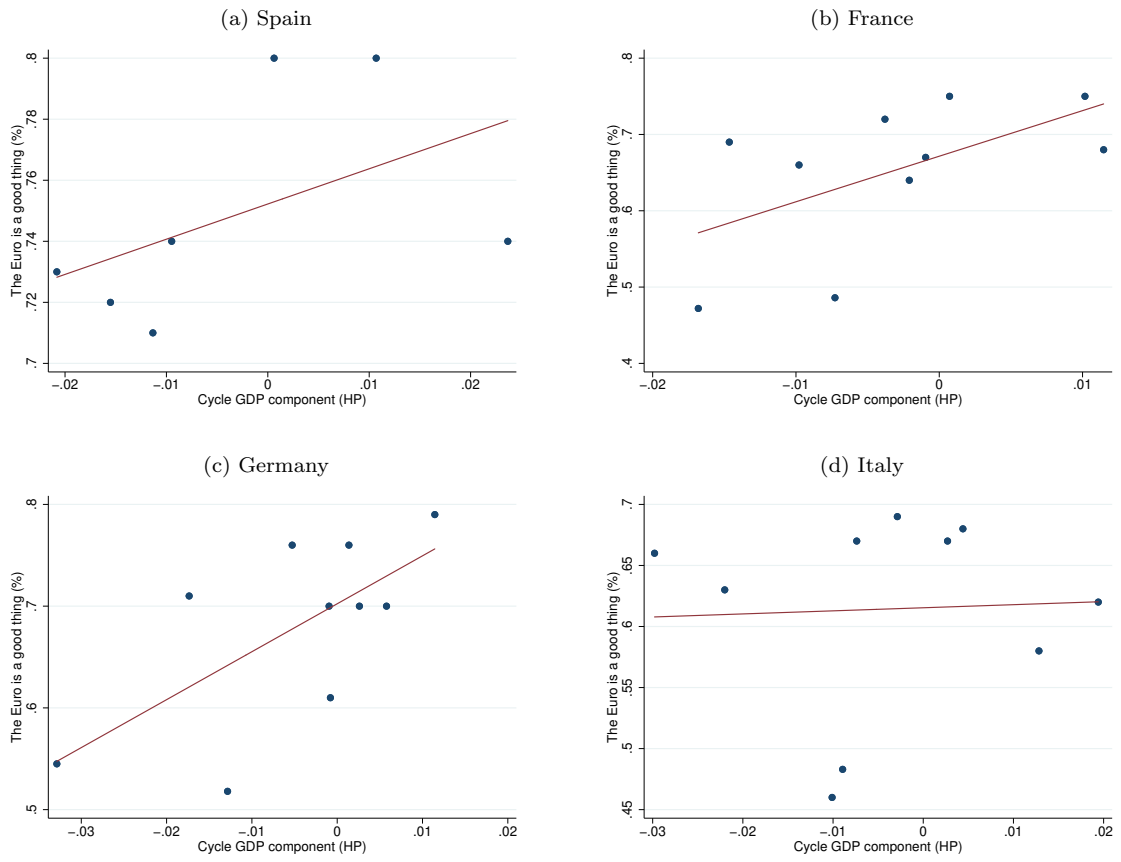 (a) Spain
The Euro is a good thing (%)
.8
.78
.76
.74
.72
.7
−.02 −.01 0 .01 .02
Cycle GDP component (HP)
(b) France
The Euro is a good thing (%)
.8
.7
.6
.5
.4
−.02 −.01 0 .01
Cycle GDP component (HP)
(c) Germany
The Euro is a good thing (%)
.8
.7
.6
.5
−.03 −.02 −.01 0 .01 .02
Cycle GDP component (HP)
(d) Italy
The Euro is a good thing (%)
.7
.65
.6
.55
.5
.45
−.03 −.02 −.01 0 .01 .02
Cycle GDP component (HP)